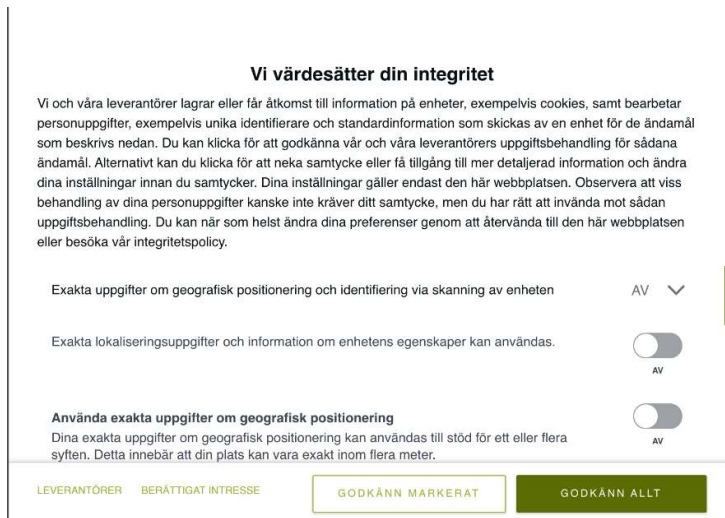 Vi värdesätter din integritet
Vi och våra leverantörer lagrar eller får åtkomst till information på enheter, exempelvis cookies, samt bearbetar
personuppgifter, exempelvis unika identifierare och standardinformation som skickas av en enhet för de ändamål
som beskrivs nedan. Du kan klicka för att godkänna vår och våra leverantörers uppgiftsbehandling för sådana
ändamål. Alternativt kan du klicka för att neka samtycke eller få tillgång till mer detaljerad information och ändra
dina inställningar innan du samtycker. Dina inställningar gäller endast den här webbplatsen. Observera att viss
behandling av dina personuppgifter kanske inte kräver ditt samtycke, men du har rätt att invända mot sådan
uppgiftsbehandling. Du kan när som helst ändra dina preferenser genom att återvända till den här webbplatsen
eller besöka vår integritetspolicy.
Exakta uppgifter om geografisk positionering och identifiering via skanning av enheten AV
Exakta lokaliseringsuppgifter och information om enhetens egenskaper kan användas.
AV
Använda exakta uppgifter om geografisk positionering
Dina exakta uppgifter om geografisk positionering kan användas till stöd för ett eller flera
AV
syften. Detta innebär att din plats kan vara exakt inom flera meter.
LEVERANTÖRER BERÄTTIGAT INTRESSE GODKÄNN MARKERAT GODKÄNN ALLT